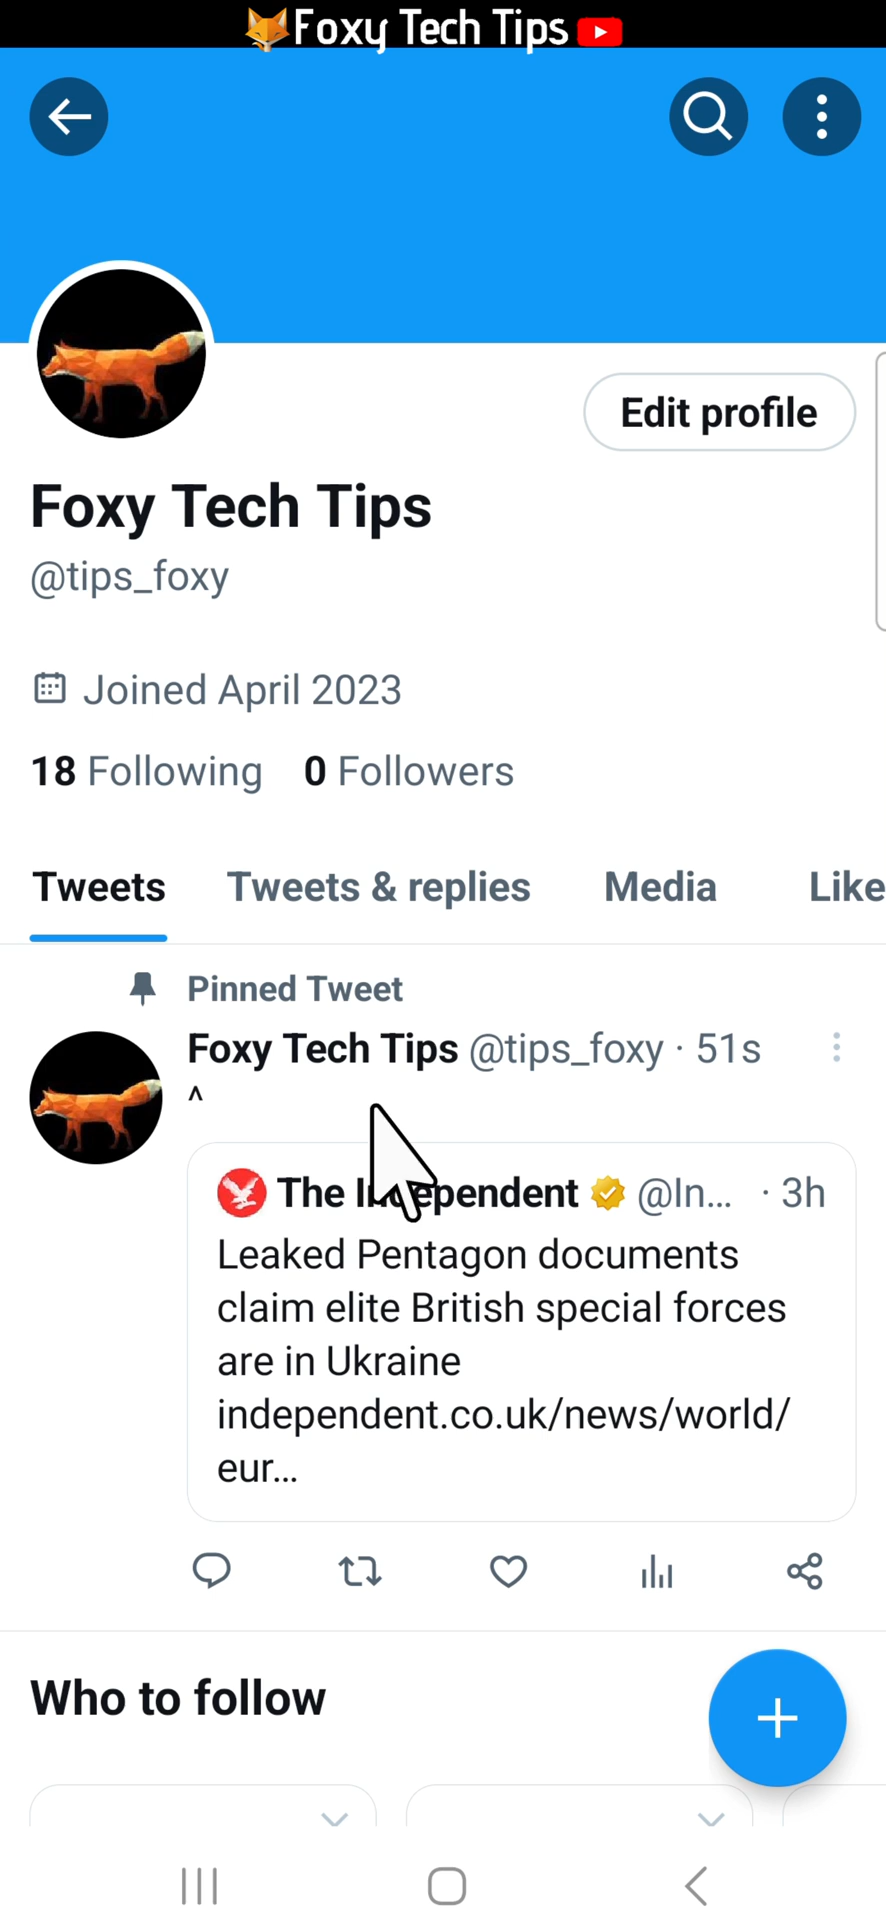 Foxy Tech Tips
Edit profile
Foxy Tech Tips
@tips_foxy
Joined April 2023
18 Following 0 Followers
Tweets Tweets & replies Media Like
Pinned Tweet
Foxy Tech Tips @tips_foxy · 51s
^
The Independent @In... · 3h
Leaked Pentagon documents
claim elite British special forces
are in Ukraine
independent.co.uk/news/world/
eur...
Who to follow